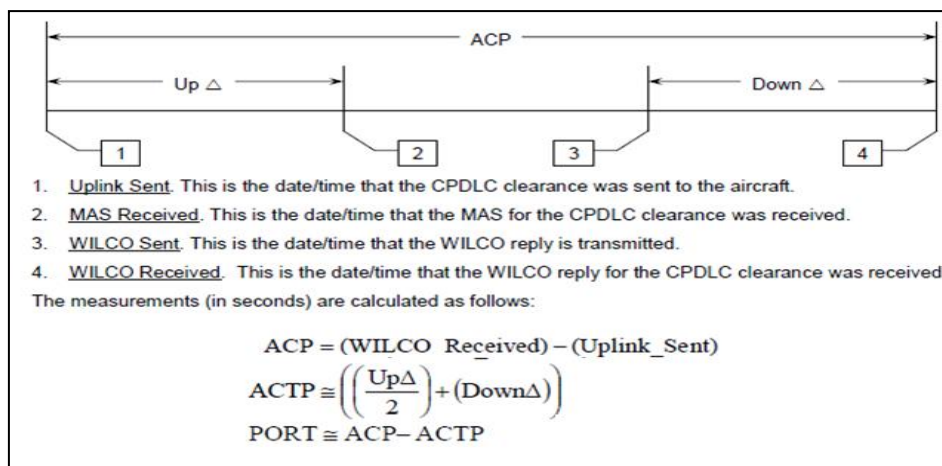 ACP
Up △
Down △
1
2
3
4
1. Uplink Sent. This is the date/time that the CPDLC clearance was sent to the aircraft.
2. MAS Received. This is the date/time that the MAS for the CPDLC clearance was received.
3. WILCO Sent. This is the date/time that the WILCO reply is transmitted.
4. WILCO Received. This is the date/time that the WILCO reply for the CPDLC clearance was received
The measurements (in seconds) are calculated as follows:
ACP = (WILCO_Received) − (Uplink_Sent)
ACTP ≅ ((UpΔ/2) + (DownΔ))
PORT ≅ ACP − ACTP